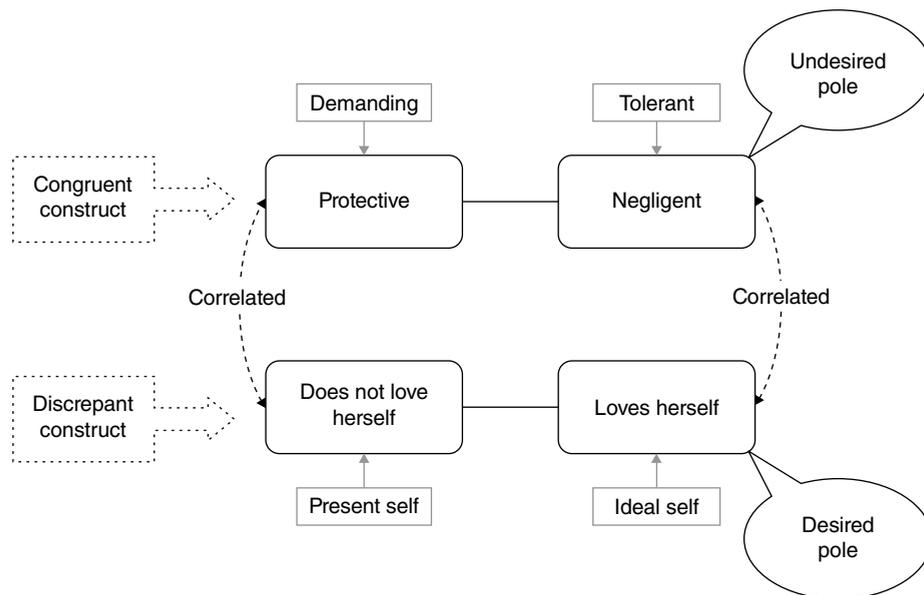 Undesired
pole
Demanding
Tolerant
Congruent
construct
Protective
Negligent
Correlated
Correlated
Discrepant
construct
Does not love
herself
Loves herself
Present self
Ideal self
Desired
pole